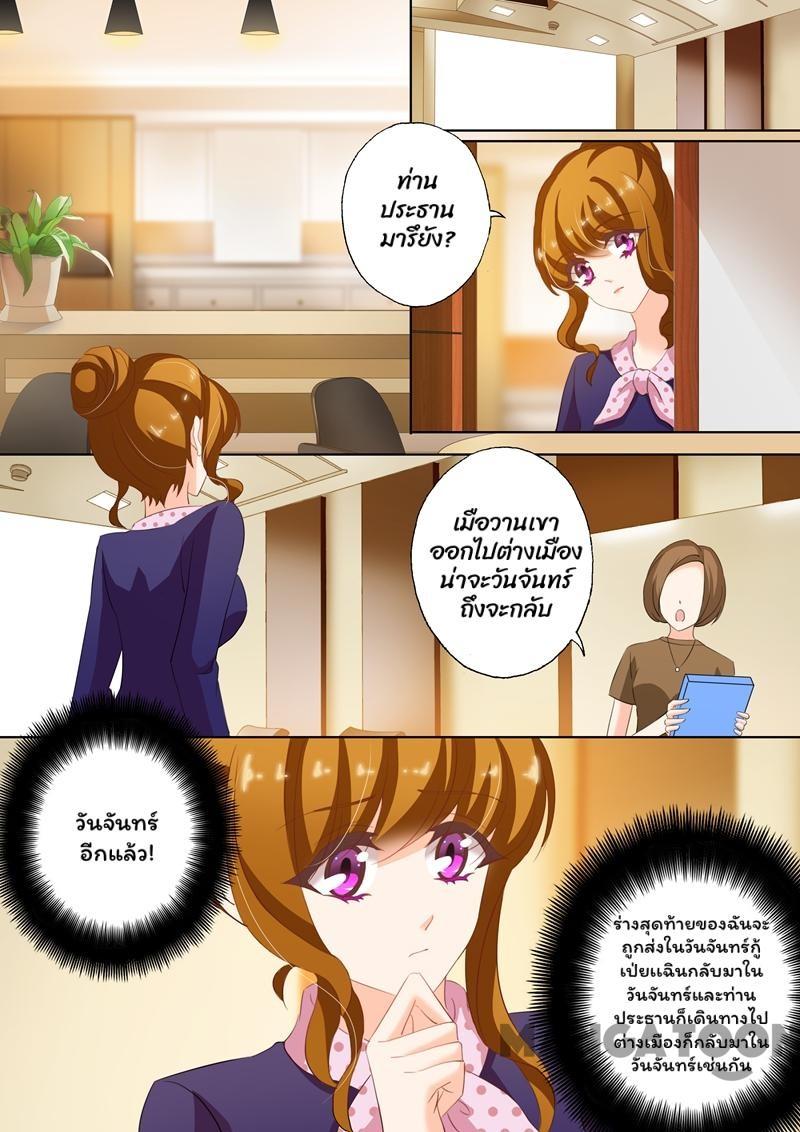 ท่าน
ประธาน
มารึยัง?
เมื่อวานเขา
ออกไปต่างเมือง
น่าจะวันจันทร์
ถึงจะกลับ
วันจันทร์
อีกแล้ว!
ร่างสุดท้ายของฉันจะ
ถูกส่งในวันจันทร์กู้
เป่ยเเฉินกลับมาใน
วันจันทร์และท่าน
ประธานก็เดินทางไป
ต่างเมืองก็กลับมาใน
วันจันทร์เช่นกัน
MANGATOON